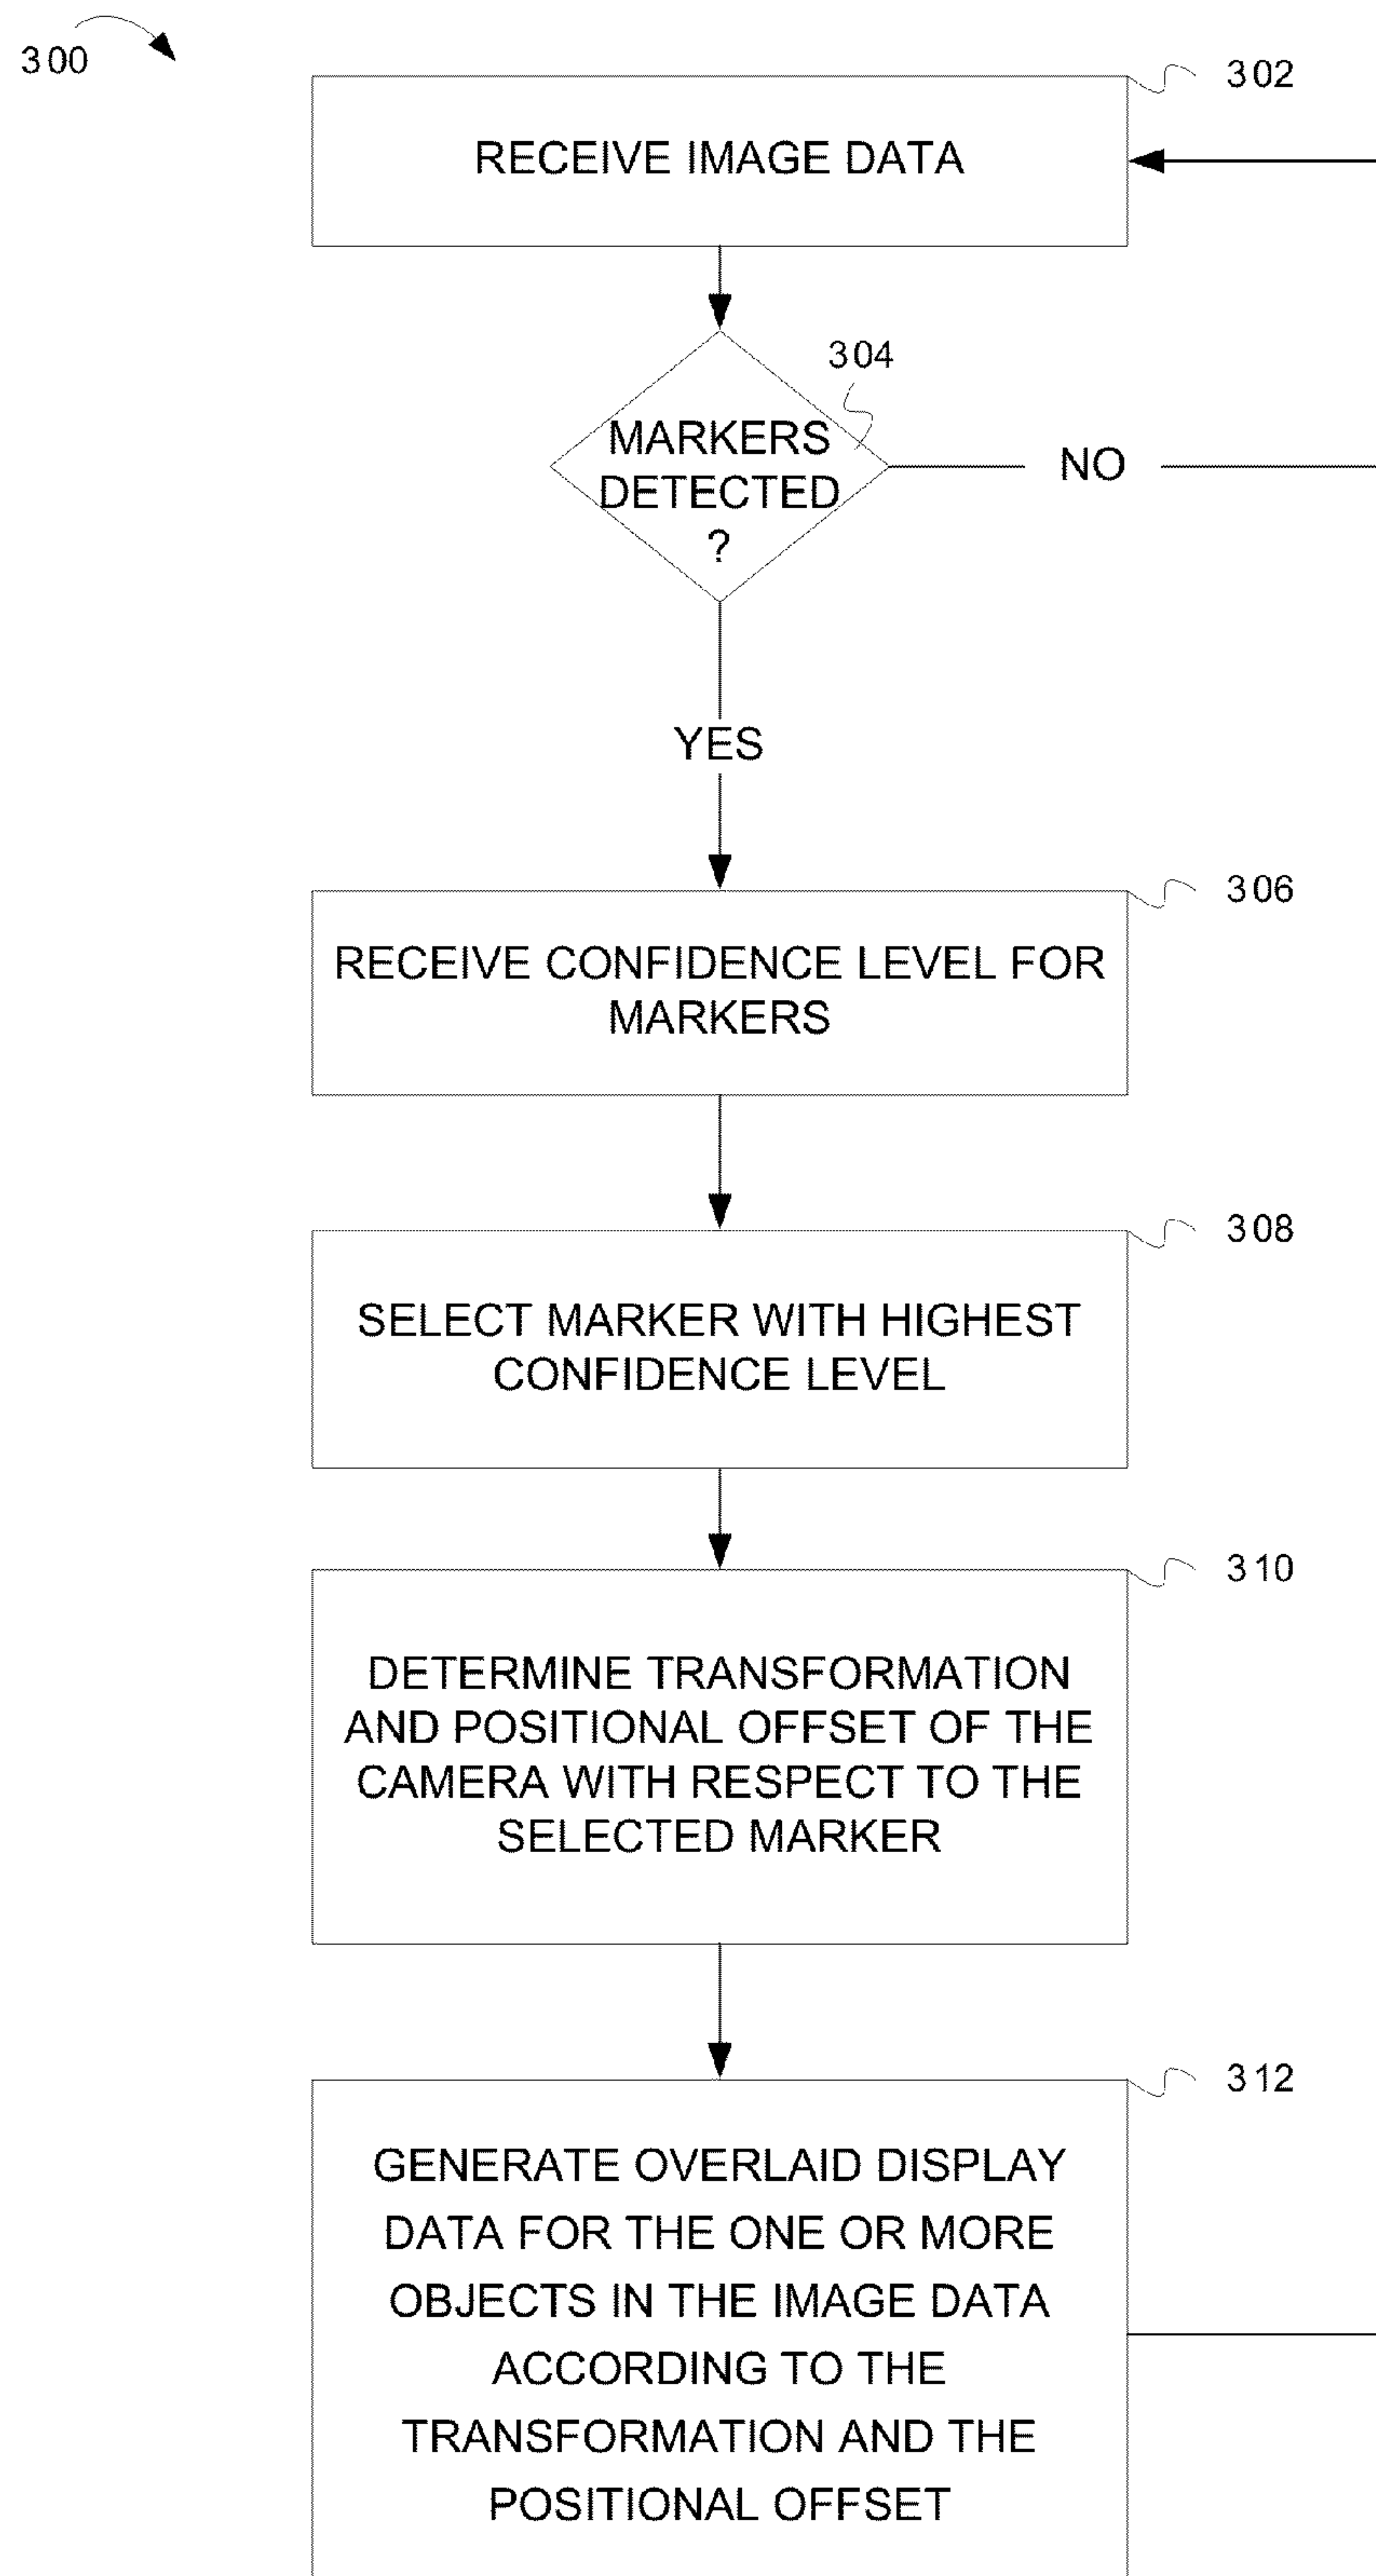 300
302
RECEIVE IMAGE DATA
304
MARKERS
DETECTED
?
NO
YES
306
RECEIVE CONFIDENCE LEVEL FOR
MARKERS
308
SELECT MARKER WITH HIGHEST
CONFIDENCE LEVEL
310
DETERMINE TRANSFORMATION
AND POSITIONAL OFFSET OF THE
CAMERA WITH RESPECT TO THE
SELECTED MARKER
312
GENERATE OVERLAID DISPLAY
DATA FOR THE ONE OR MORE
OBJECTS IN THE IMAGE DATA
ACCORDING TO THE
TRANSFORMATION AND THE
POSITIONAL OFFSET